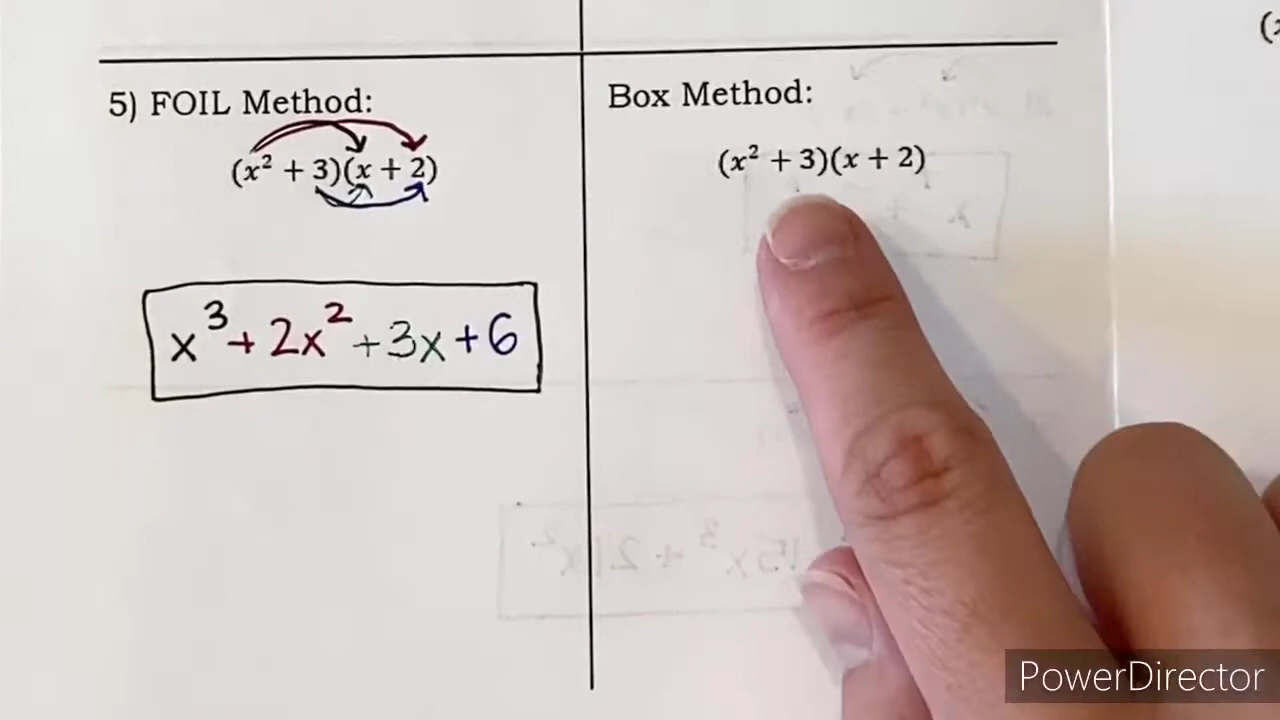 5) FOIL Method:
(x² + 3)(x + 2)
x³ + 2x² + 3x + 6
Box Method:
(x² + 3)(x + 2)
PowerDirector